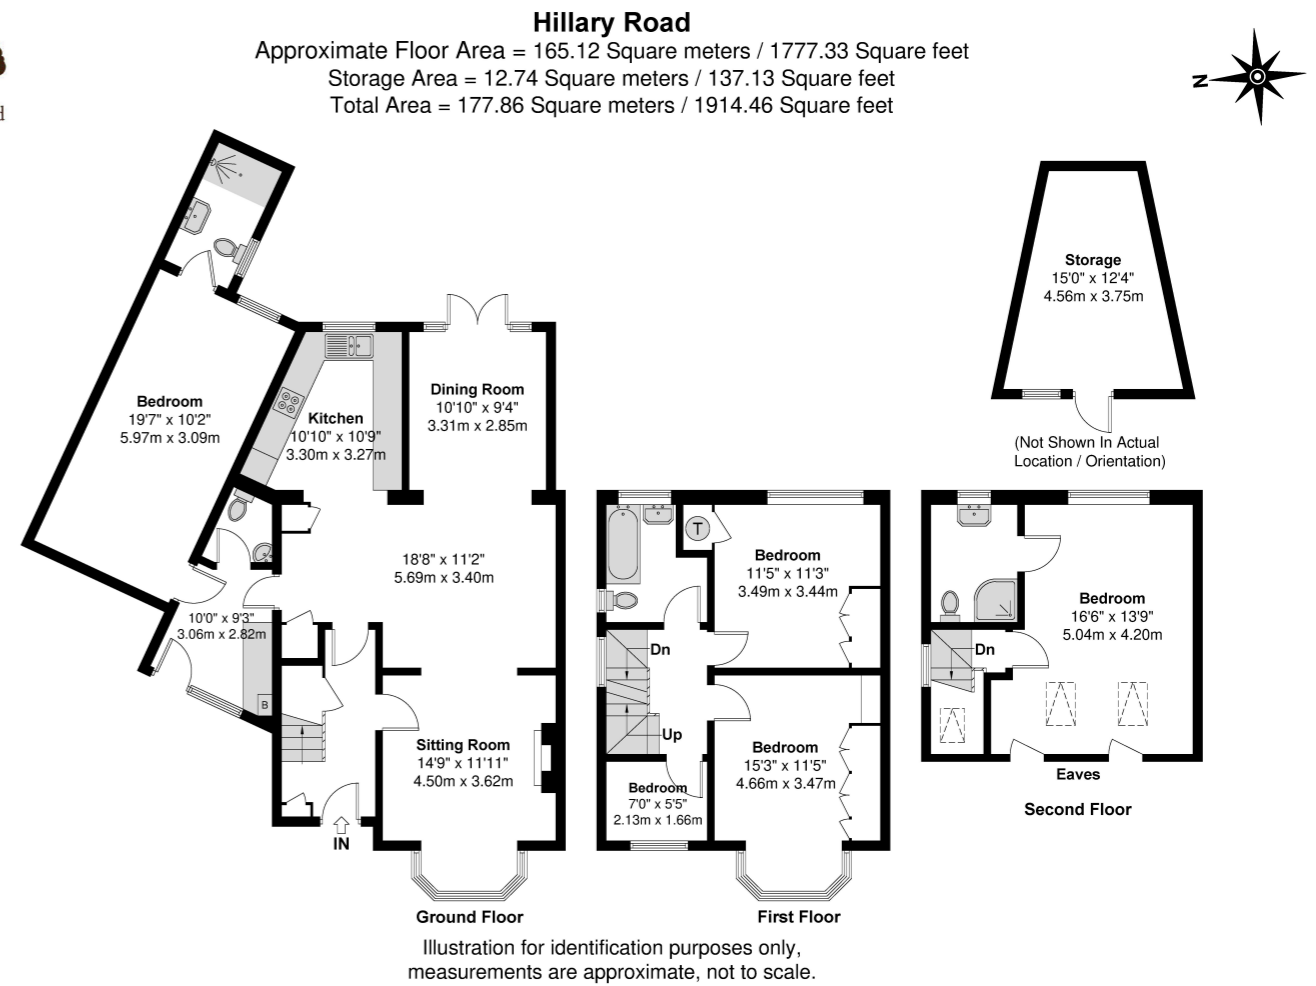 Hillary Road
Approximate Floor Area = 165.12 Square meters / 1777.33 Square feet
Storage Area = 12.74 Square meters / 137.13 Square feet
Total Area = 177.86 Square meters / 1914.46 Square feet
N
Storage
15'0" x 12'4"
4.56m x 3.75m
(Not Shown In Actual
Location / Orientation)
Bedroom
19'7" x 10'2"
5.97m x 3.09m
Kitchen
10'10" x 10'9"
3.30m x 3.27m
Dining Room
10'10" x 9'4"
3.31m x 2.85m
18'8" x 11'2"
5.69m x 3.40m
10'0" x 9'3"
3.06m x 2.82m
B
Sitting Room
14'9" x 11'11"
4.50m x 3.62m
IN
Ground Floor
T
Bedroom
11'5" x 11'3"
3.49m x 3.44m
Dn
Up
Bedroom
15'3" x 11'5"
4.66m x 3.47m
Bedroom
7'0" x 5'5"
2.13m x 1.66m
First Floor
Bedroom
16'6" x 13'9"
5.04m x 4.20m
Dn
Eaves
Second Floor
Illustration for identification purposes only,
measurements are approximate, not to scale.